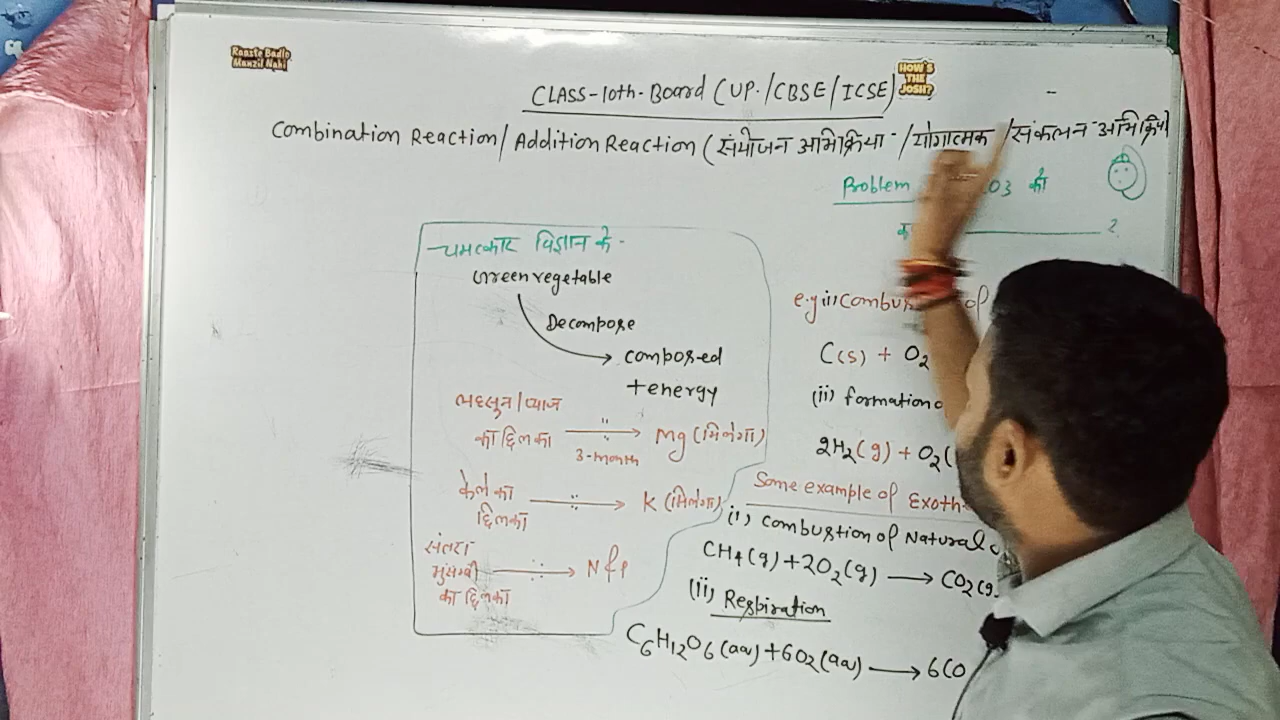 Raaste Badlo
Manzil Nahi
HOW'S
THE
JOSH?
CLASS-10th-Board (UP./CBSE/ICSE)
Combination Reaction/Addition Reaction (संयोजन अभिक्रिया /योगात्मक /संकलन अभिक्रिया
Problem O3 को
?
चमत्कार विज्ञान के
Green vegetable
Decompose
composed
+energy
लहसुन/प्याज
का छिलका Mg (मिलेगा)
3-month
केले का
छिलका K (मिलेगा)
संतरा
मुसम्मी N &P
का छिलका
e.g(i) Combus of
C(s) + O2
(ii) formation o
2H2(g) + O2(
Some example of Exoth
(i) Combustion of Natural
CH4(g)+2O2(g) ⟶ CO2(g
(ii) Respiration
C6H12O6(aq)+6O2(aq) ⟶ 6CO